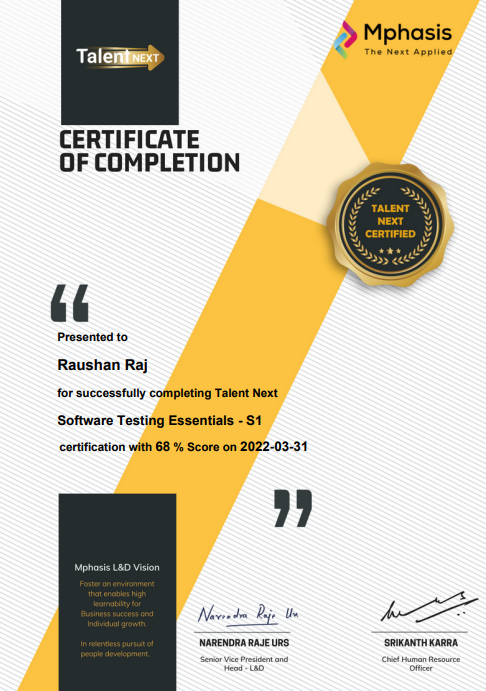 Talent NEXT
Mphasis
The Next Applied
CERTIFICATE
OF COMPLETION
TALENT
NEXT
CERTIFIED
“
Presented to
Raushan Raj
for successfully completing Talent Next
Software Testing Essentials - S1
certification with 68 % Score on 2022-03-31
”
Mphasis L&D Vision
Foster an environment
that enables high
learnability for
Business success and
Individual growth.
In relentless pursuit of
people development.
Narendra Raje Urs
NARENDRA RAJE URS
Senior Vice President and
Head - L&D
SRIKANTH KARRA
Chief Human Resource
Officer